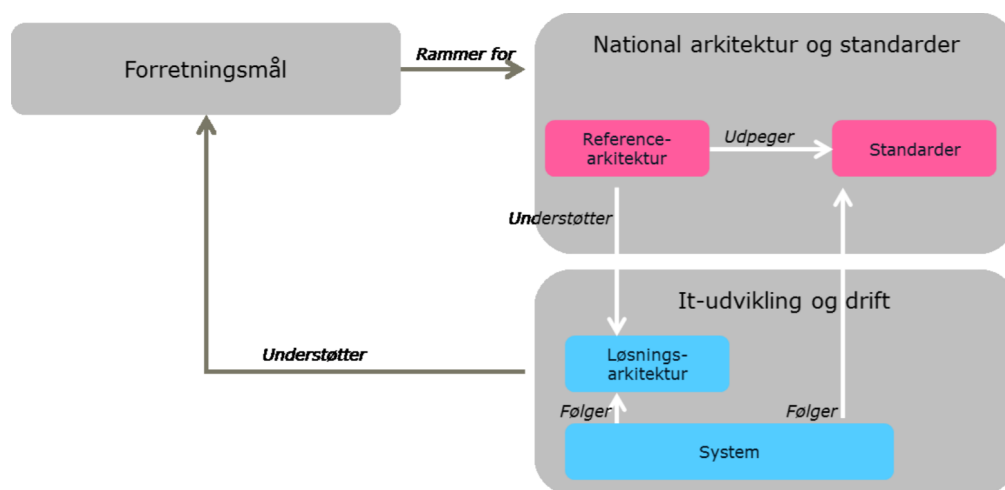 Forretningsmål
Rammer for
National arkitektur og standarder
Reference-
arkitektur
Udpeger
Standarder
Understøtter
It-udvikling og drift
Løsnings-
arkitektur
Understøtter
Følger
Følger
System